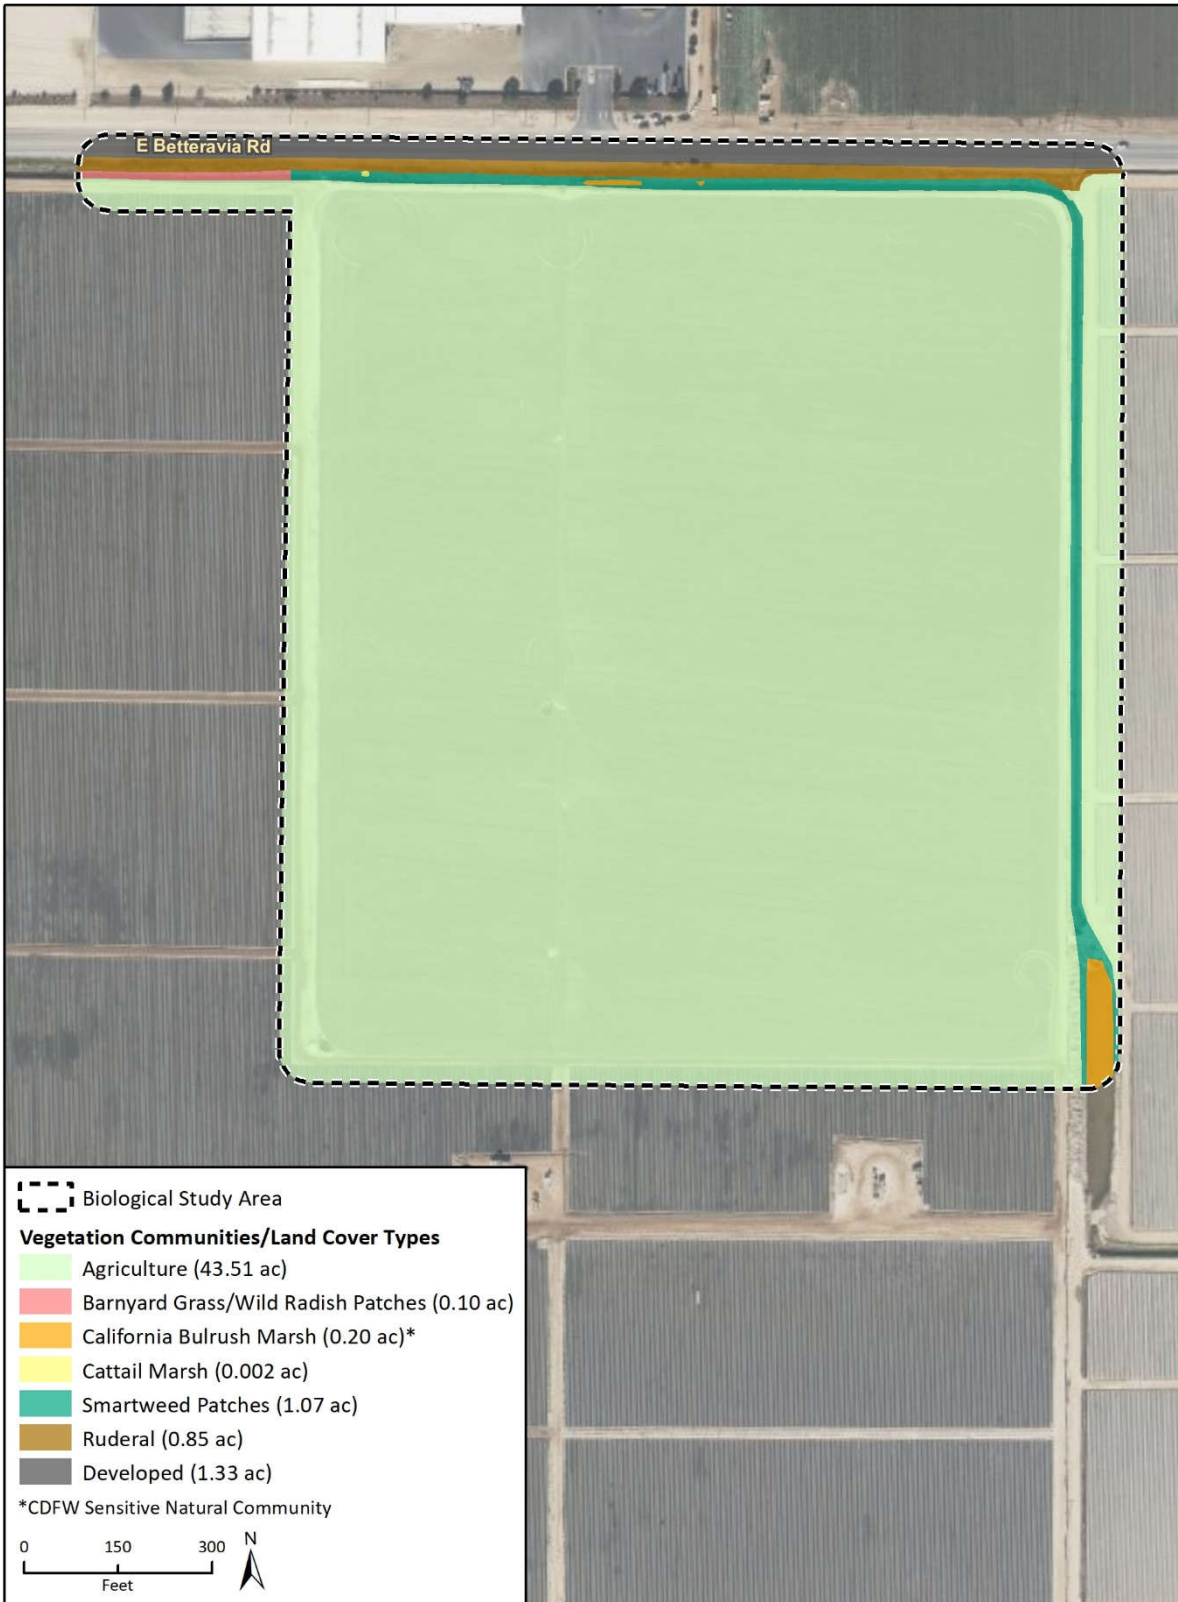 E Betteravia Rd
Biological Study Area
Vegetation Communities/Land Cover Types
Agriculture (43.51 ac)
Barnyard Grass/Wild Radish Patches (0.10 ac)
California Bulrush Marsh (0.20 ac)*
Cattail Marsh (0.002 ac)
Smartweed Patches (1.07 ac)
Ruderal (0.85 ac)
Developed (1.33 ac)
*CDFW Sensitive Natural Community
0 150 300 N
Feet